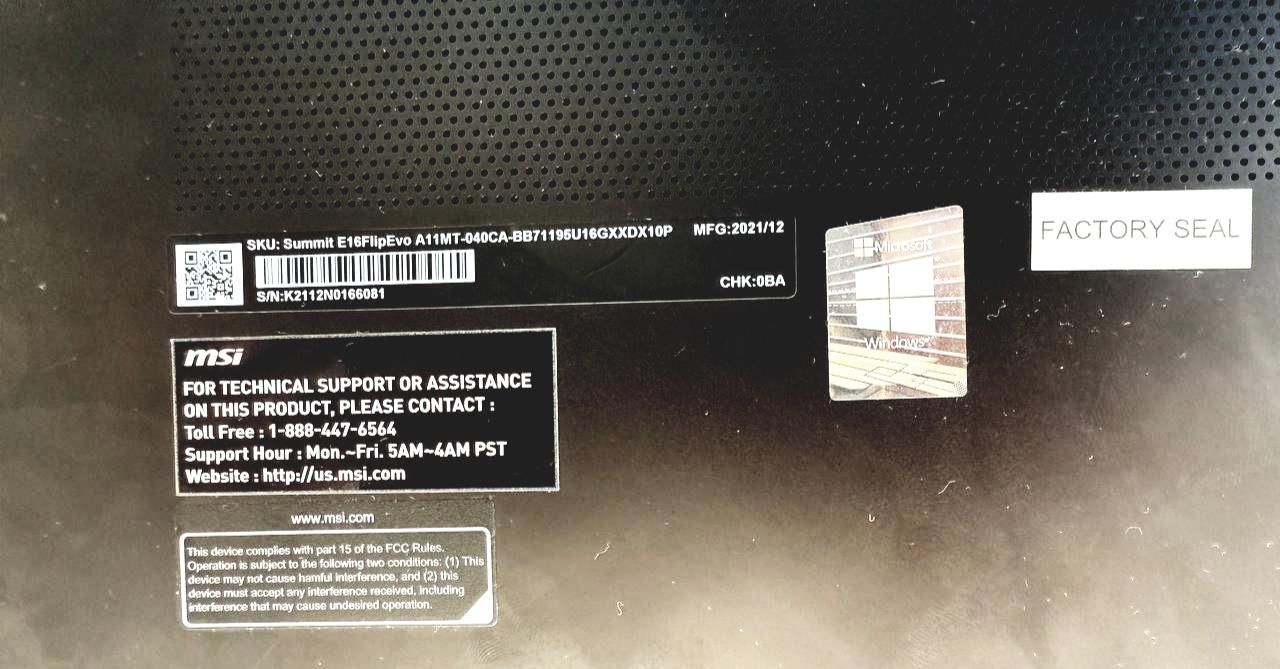 SKU: Summit E16FlipEvo A11MT-040CA-BB71195U16GXXDX10P MFG:2021/12
S/N:K2112N0166081
CHK:0BA
Microsoft
Windows
FACTORY SEAL
msi
FOR TECHNICAL SUPPORT OR ASSISTANCE
ON THIS PRODUCT, PLEASE CONTACT :
Toll Free : 1-888-447-6564
Support Hour : Mon.~Fri. 5AM~4AM PST
Website : http://us.msi.com
www.msi.com
This device complies with part 15 of the FCC Rules.
Operation is subject to the following two conditions: (1) This
device may not cause harmful interference, and (2) this
device must accept any interference received, including
interference that may cause undesired operation.